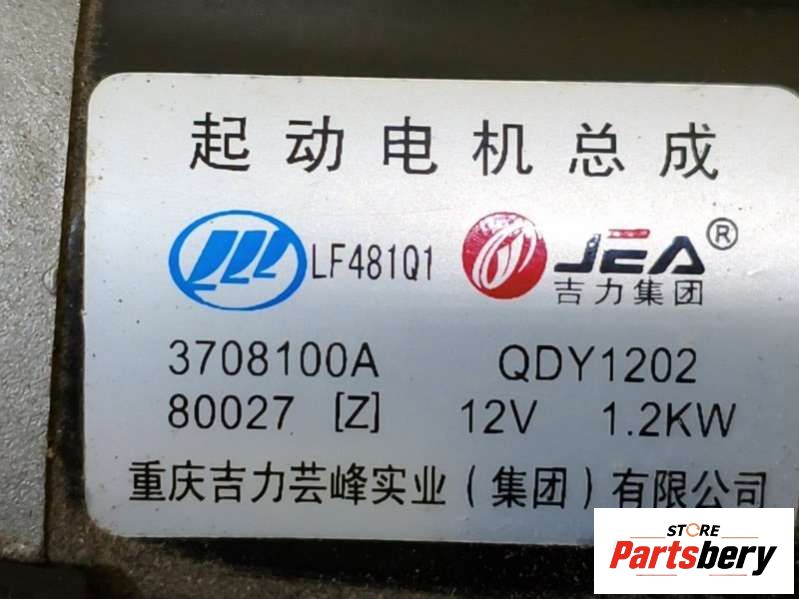 起动电机总成
LF481Q1 JEA®
吉力集团
3708100A QDY1202
80027 [Z] 12V 1.2KW
重庆吉力芸峰实业(集团)有限公司
STORE
Partsbery